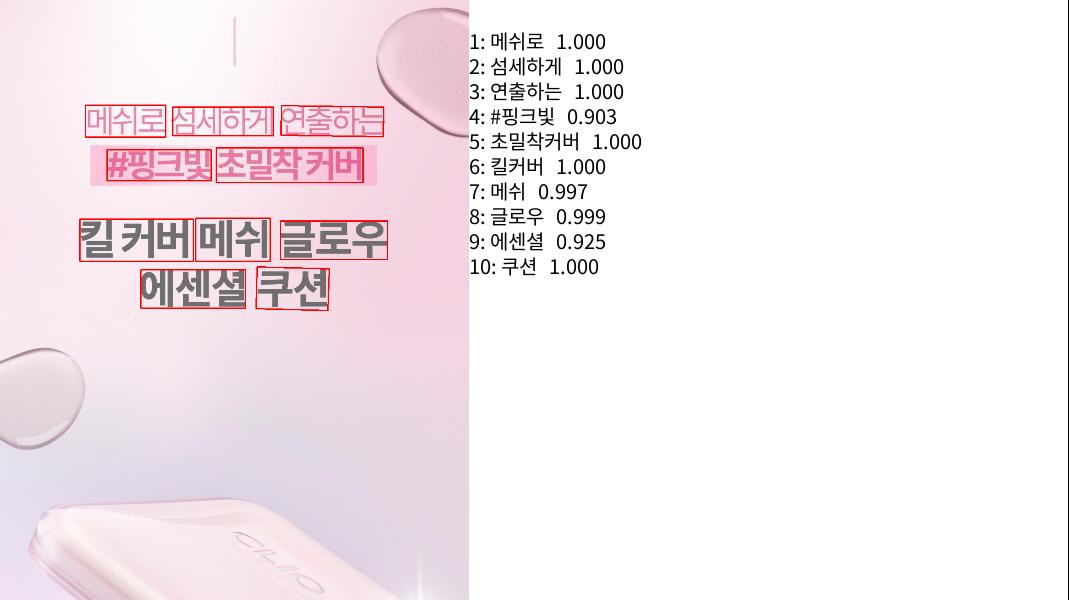 메쉬로 섬세하게 연출하는
#핑크빛 초밀착 커버
킬 커버 메쉬 글로우
에센셜 쿠션
CLIO
1: 메쉬로 1.000
2: 섬세하게 1.000
3: 연출하는 1.000
4: #핑크빛 0.903
5: 초밀착커버 1.000
6: 킬커버 1.000
7: 메쉬 0.997
8: 글로우 0.999
9: 에센셜 0.925
10: 쿠션 1.000